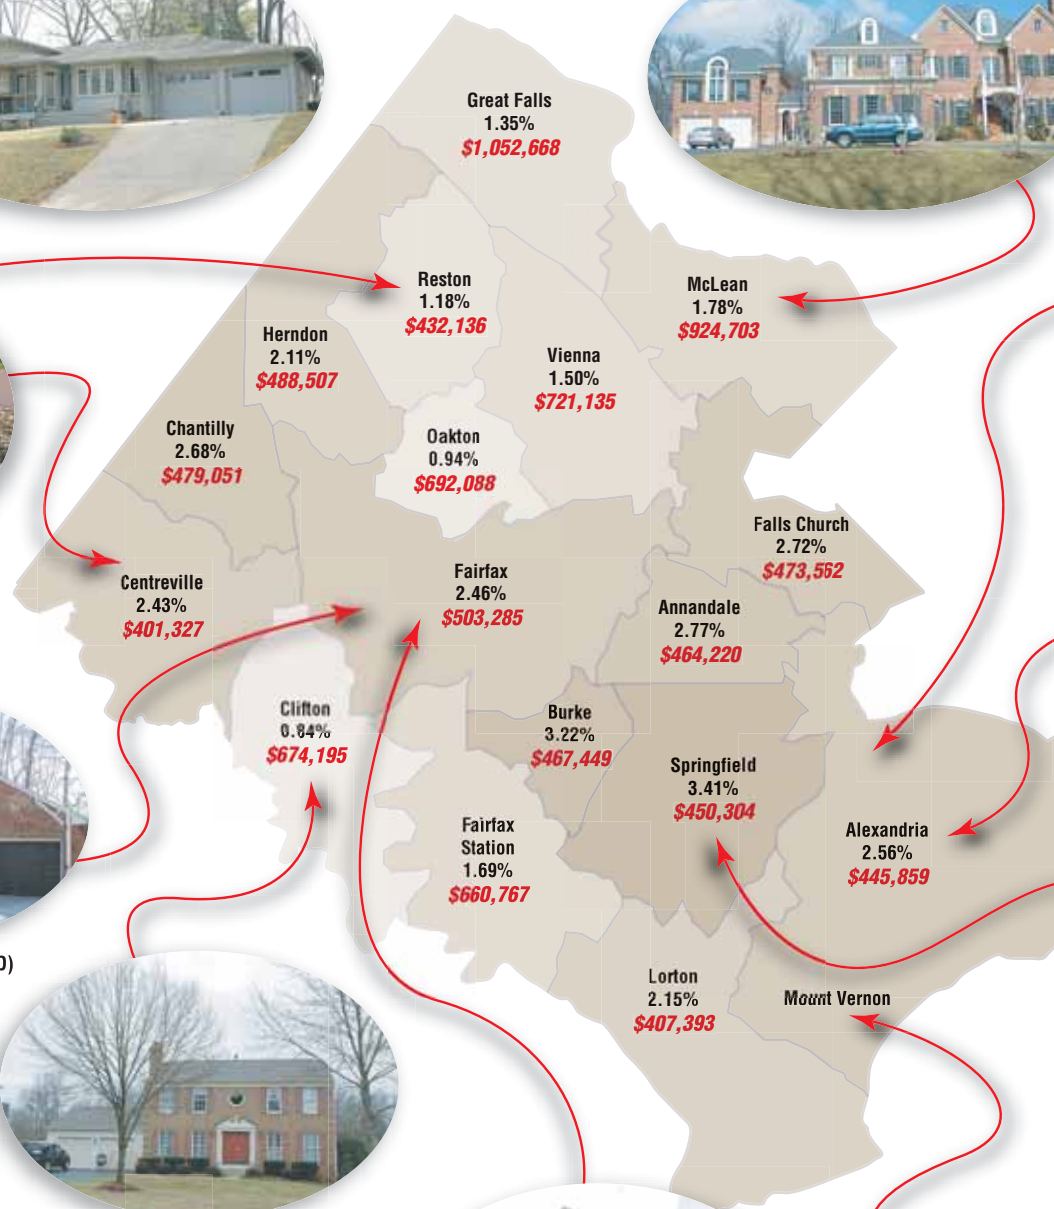 Great Falls
1.35%
$1,052,668
Reston
1.18%
$432,136
McLean
1.78%
$924,703
Herndon
2.11%
$488,507
Vienna
1.50%
$721,135
Chantilly
2.68%
$479,051
Oakton
0.94%
$692,088
Falls Church
2.72%
$473,562
Centreville
2.43%
$401,327
Fairfax
2.46%
$503,285
Annandale
2.77%
$464,220
Clifton
0.84%
$674,195
Burke
3.22%
$467,449
Springfield
3.41%
$450,304
Fairfax
Station
1.69%
$660,767
Alexandria
2.56%
$445,859
Lorton
2.15%
$407,393
Mount Vernon